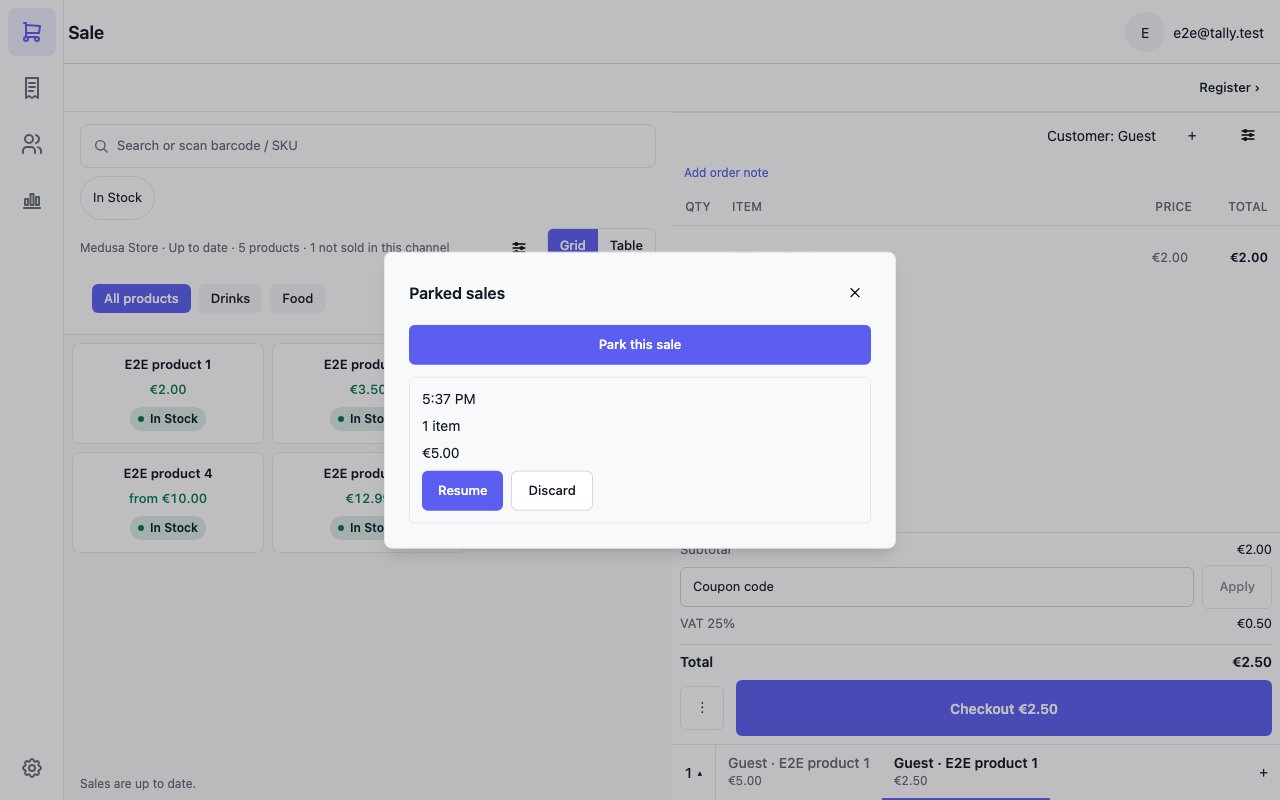 Sale
E
e2e@tally.test
Register ›
Search or scan barcode / SKU
Customer: Guest
+
Add order note
In Stock
QTY ITEM PRICE TOTAL
Medusa Store · Up to date · 5 products · 1 not sold in this channel
Grid
Table
€2.00 €2.00
All products
Drinks
Food
Parked sales
Park this sale
5:37 PM
1 item
€5.00
Resume
Discard
E2E product 1
€2.00
In Stock
E2E product 4
from €10.00
In Stock
Subtotal €2.00
Coupon code
Apply
VAT 25% €0.50
Total €2.50
Checkout €2.50
1 ▴
Guest · E2E product 1
€5.00
Guest · E2E product 1
€2.50
+
Sales are up to date.